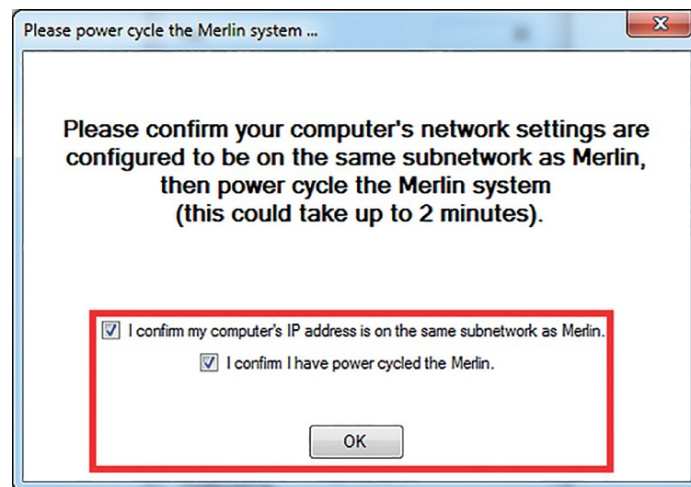 Please power cycle the Merlin system ...
Please confirm your computer's network settings are
configured to be on the same subnetwork as Merlin,
then power cycle the Merlin system
(this could take up to 2 minutes).
I confirm my computer's IP address is on the same subnetwork as Merlin.
I confirm I have power cycled the Merlin.
OK